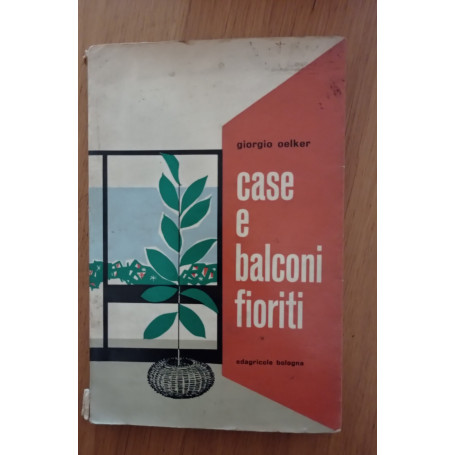 giorgio oelker
case
e
balconi
fioriti
edagricole bologna